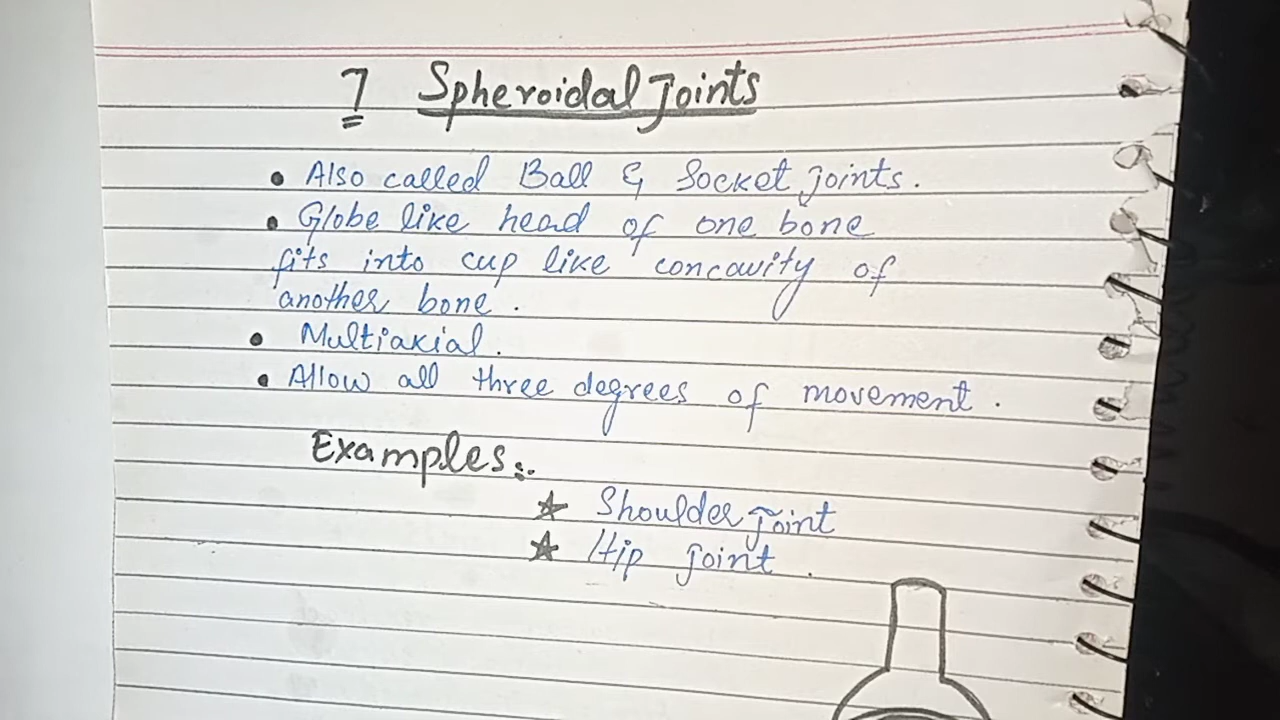 7 Spheroidal Joints
• Also called Ball & Socket joints.
• Globe like head of one bone
fits into cup like concavity of
another bone.
• Multiaxial.
• Allow all three degrees of movement.
Examples:-
★ Shoulder joint
★ Hip joint.